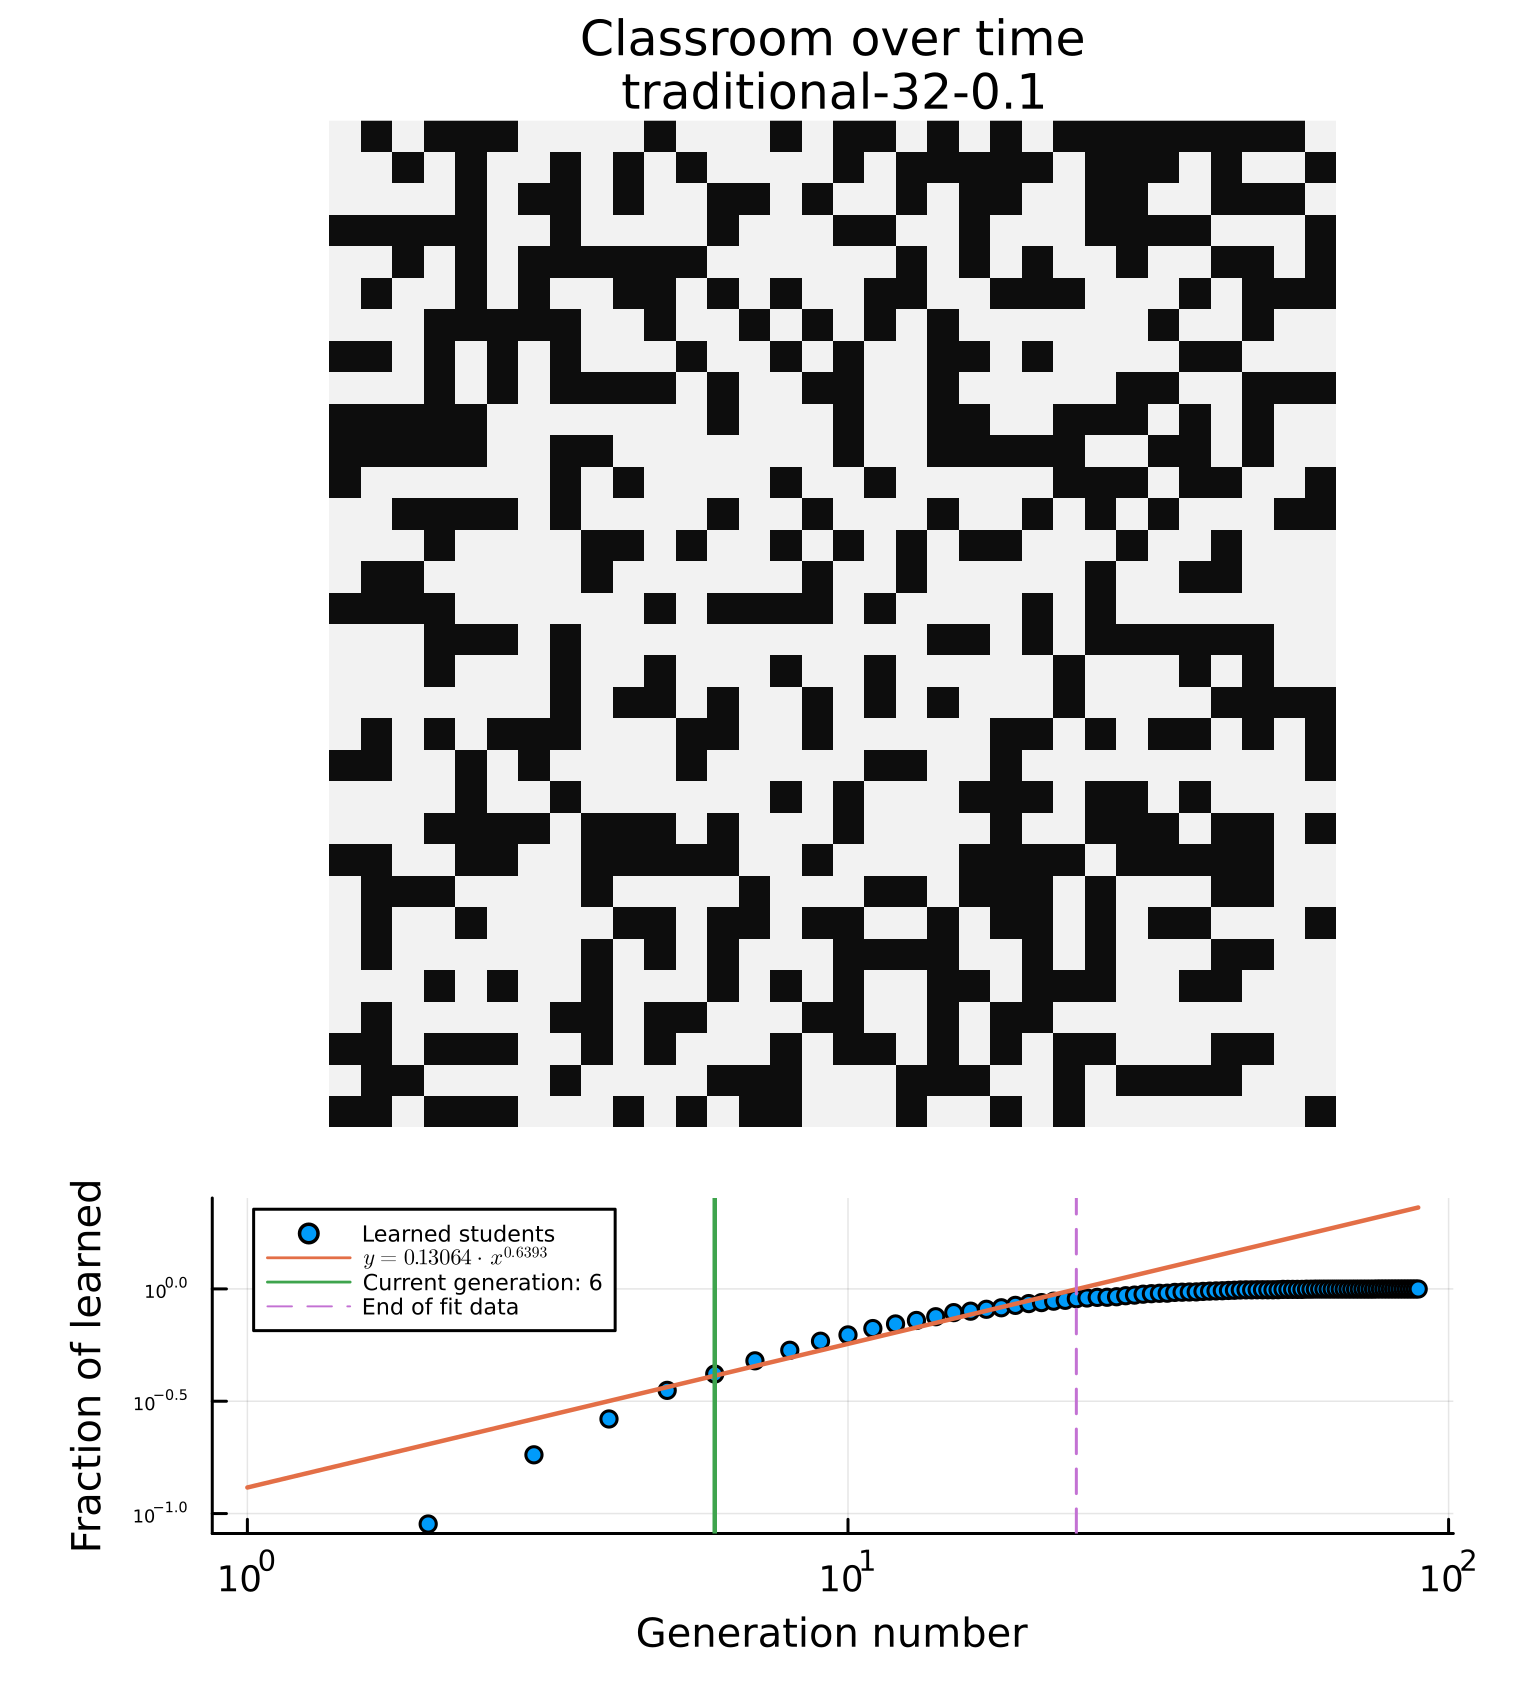 Classroom over time
traditional-32-0.1
Fraction of learned
Learned students
y = 0.13064 · x^0.6393
Current generation: 6
End of fit data
10^0.0
10^−0.5
10^−1.0
10^0 10^1 10^2
Generation number